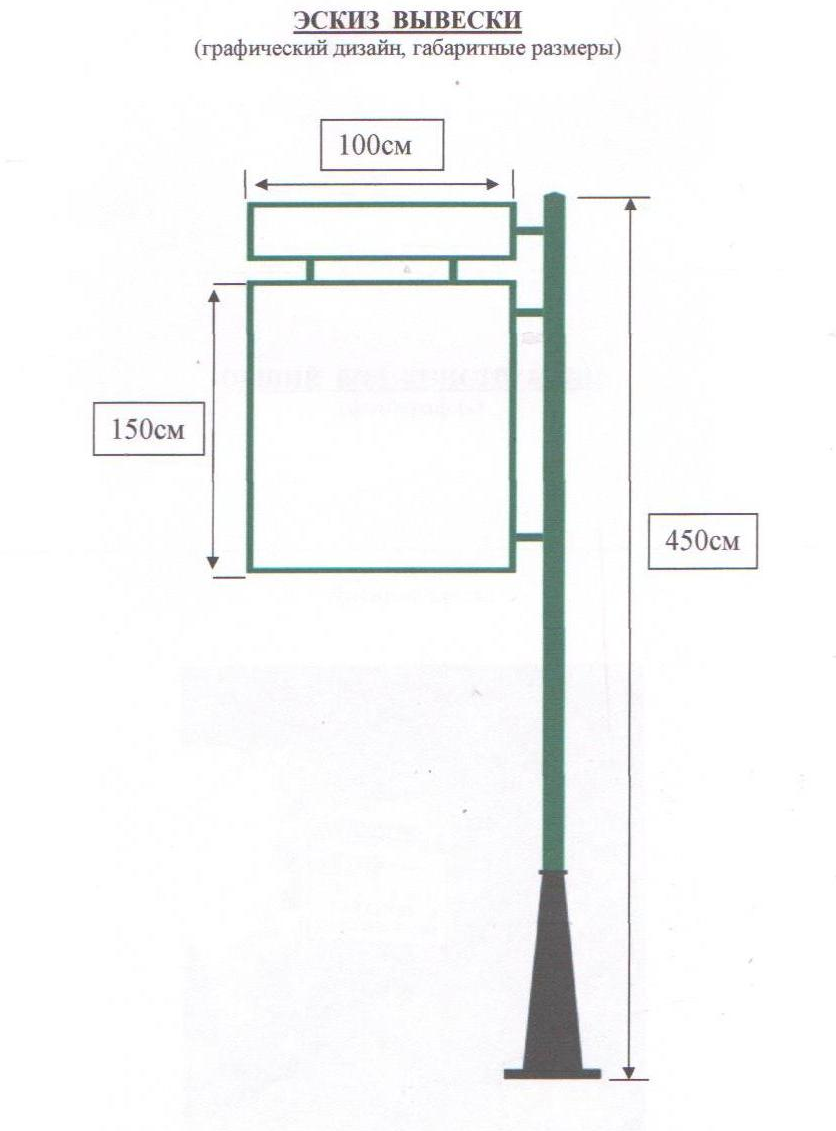 ЭСКИЗ ВЫВЕСКИ
(графический дизайн, габаритные размеры)
100см
150см
450см